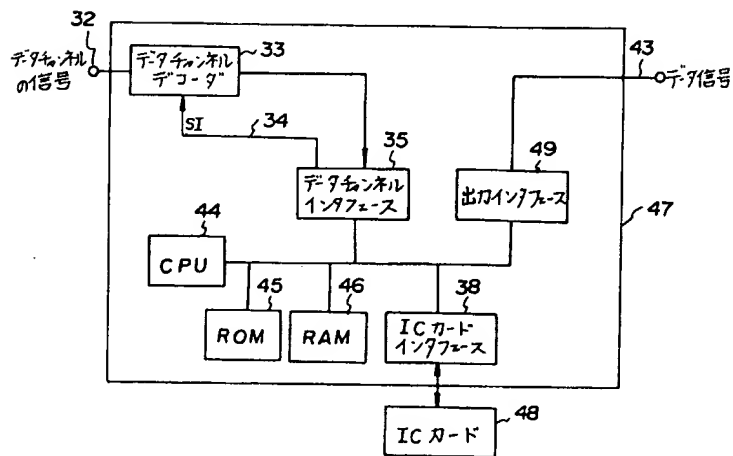 32
データチャンネル
の信号
33
データチャンネル
デコーダ
SI
34
35
データチャンネル
インタフェース
43
データ信号
49
出力インタフェース
47
44
CPU
45
ROM
46
RAM
38
ICカード
インタフェース
48
ICカード